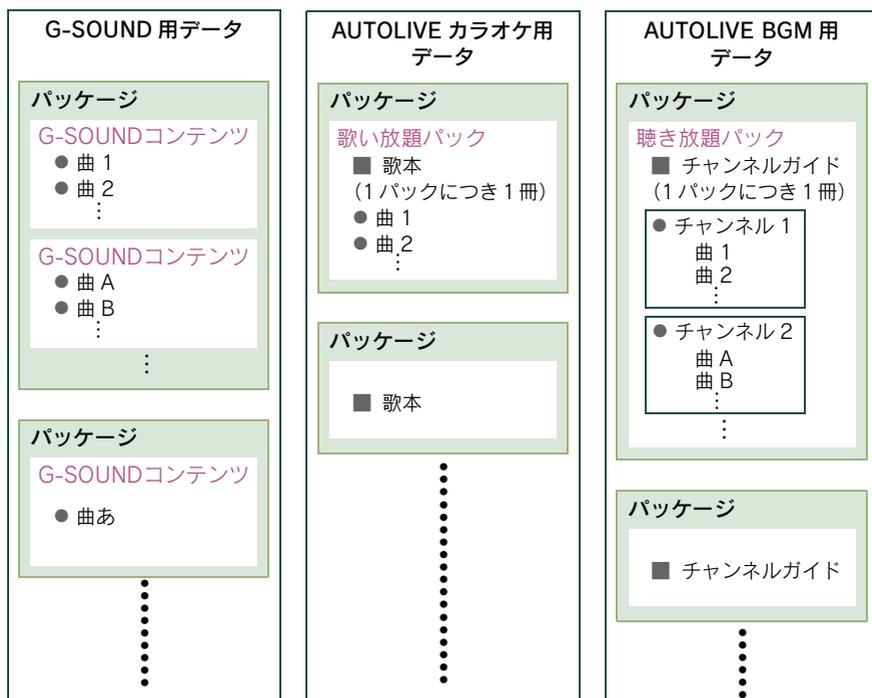 G-SOUND 用データ
パッケージ
G-SOUNDコンテンツ
● 曲 1
● 曲 2
⋮
G-SOUNDコンテンツ
● 曲 A
● 曲 B
⋮
⋮
パッケージ
G-SOUNDコンテンツ
● 曲あ
AUTOLIVE カラオケ用
データ
パッケージ
歌い放題パック
■ 歌本
（1 パックにつき 1 冊）
● 曲 1
● 曲 2
⋮
パッケージ
■ 歌本
AUTOLIVE BGM 用
データ
パッケージ
聴き放題パック
■ チャンネルガイド
（1 パックにつき 1 冊）
● チャンネル 1
曲 1
曲 2
⋮
● チャンネル 2
曲 A
曲 B
⋮
⋮
パッケージ
■ チャンネルガイド